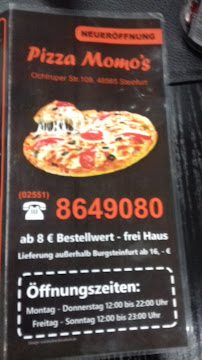 NEUERÖFFNUNG
Pizza Momo's
Ochtruper Str. 109, 48565 Steinfurt
(02551)
8649080
ab 8 € Bestellwert - frei Haus
Lieferung außerhalb Burgsteinfurt ab 16, - €
Öffnungszeiten:
Montag - Donnerstag 12:00 bis 22:00 Uhr
Freitag - Sonntag 12:00 bis 23:00 Uhr